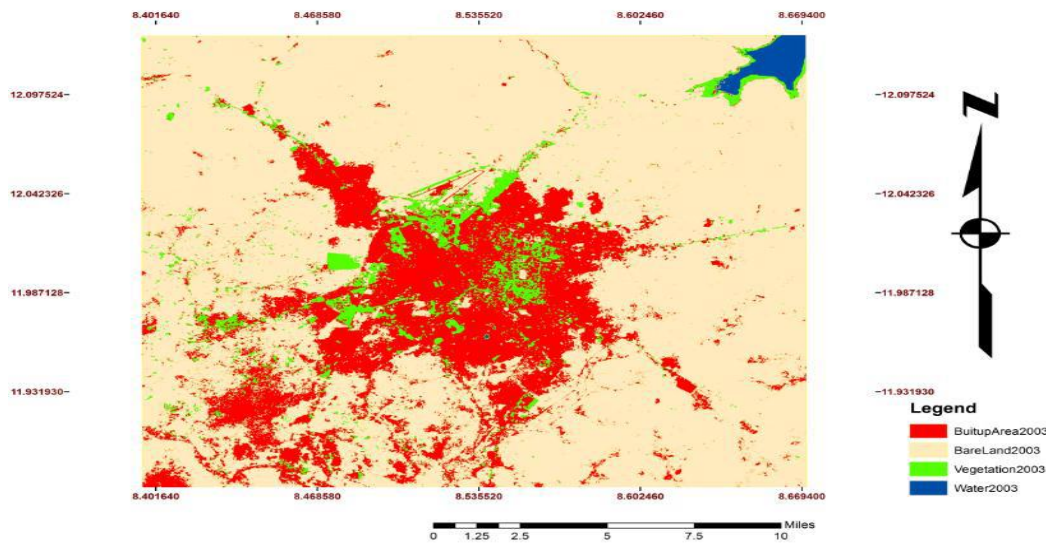 8.401640 8.468580 8.535520 8.602460 8.669400
12.097524 12.097524
12.042326 12.042326
11.987128 11.987128
11.931930 11.931930
N
Legend
BuitupArea2003
BareLand2003
Vegetation2003
Water2003
8.401640 8.468580 8.535520 8.602460 8.669400
Miles
0 1.25 2.5 5 7.5 10